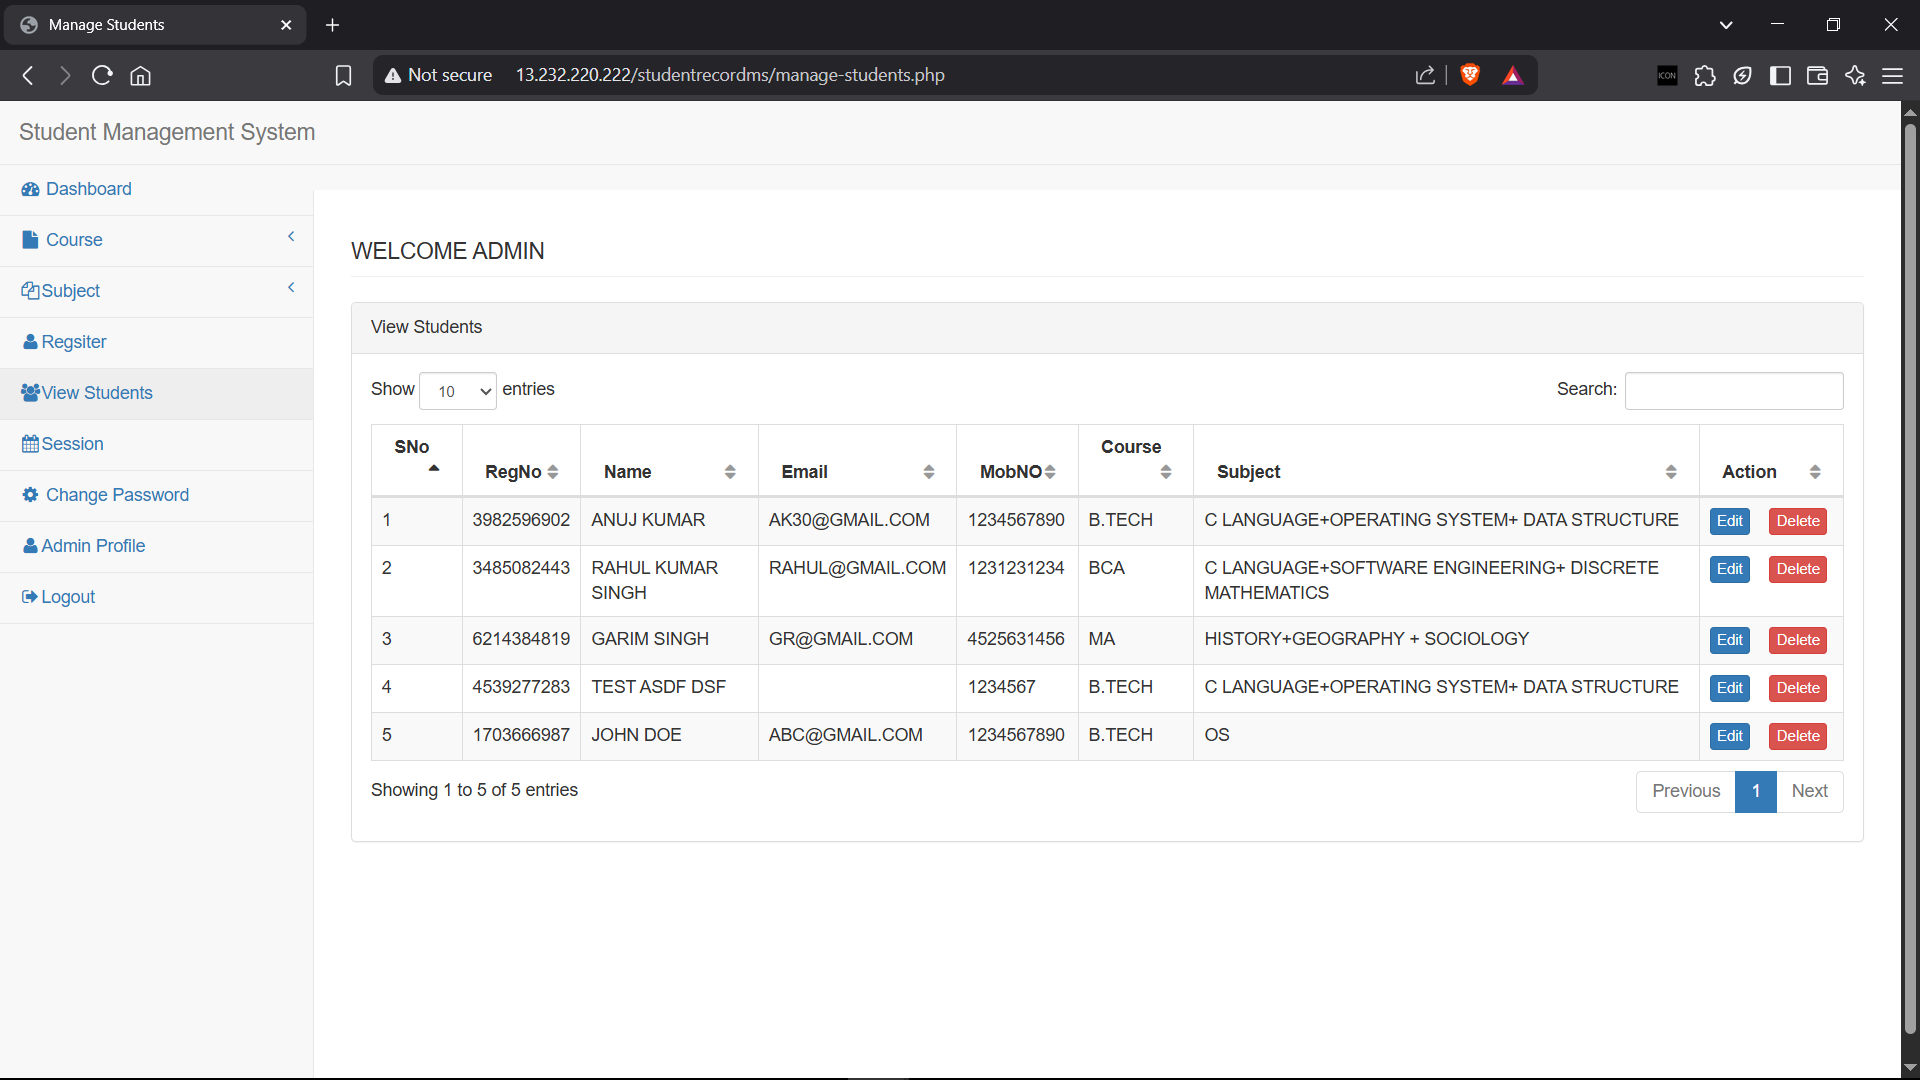 Manage Students
Not secure 13.232.220.222/studentrecordms/manage-students.php
ICON
Student Management System
Dashboard
Course
Subject
Regsiter
View Students
Session
Change Password
Admin Profile
Logout
WELCOME ADMIN
View Students
Show 10 entries Search:
SNo RegNo Name Email MobNO Course Subject Action
1 3982596902 ANUJ KUMAR AK30@GMAIL.COM 1234567890 B.TECH C LANGUAGE+OPERATING SYSTEM+ DATA STRUCTURE Edit Delete
2 3485082443 RAHUL KUMAR RAHUL@GMAIL.COM 1231231234 BCA C LANGUAGE+SOFTWARE ENGINEERING+ DISCRETE Edit Delete
SINGH MATHEMATICS
3 6214384819 GARIM SINGH GR@GMAIL.COM 4525631456 MA HISTORY+GEOGRAPHY + SOCIOLOGY Edit Delete
4 4539277283 TEST ASDF DSF 1234567 B.TECH C LANGUAGE+OPERATING SYSTEM+ DATA STRUCTURE Edit Delete
5 1703666987 JOHN DOE ABC@GMAIL.COM 1234567890 B.TECH OS Edit Delete
Showing 1 to 5 of 5 entries Previous 1 Next